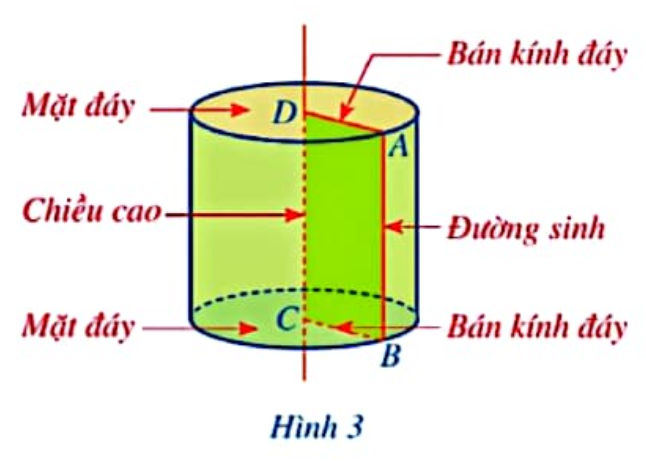 Bán kính đáy
Mặt đáy
D
A
Chiều cao
Đường sinh
Mặt đáy
C
Bán kính đáy
B
Hình 3